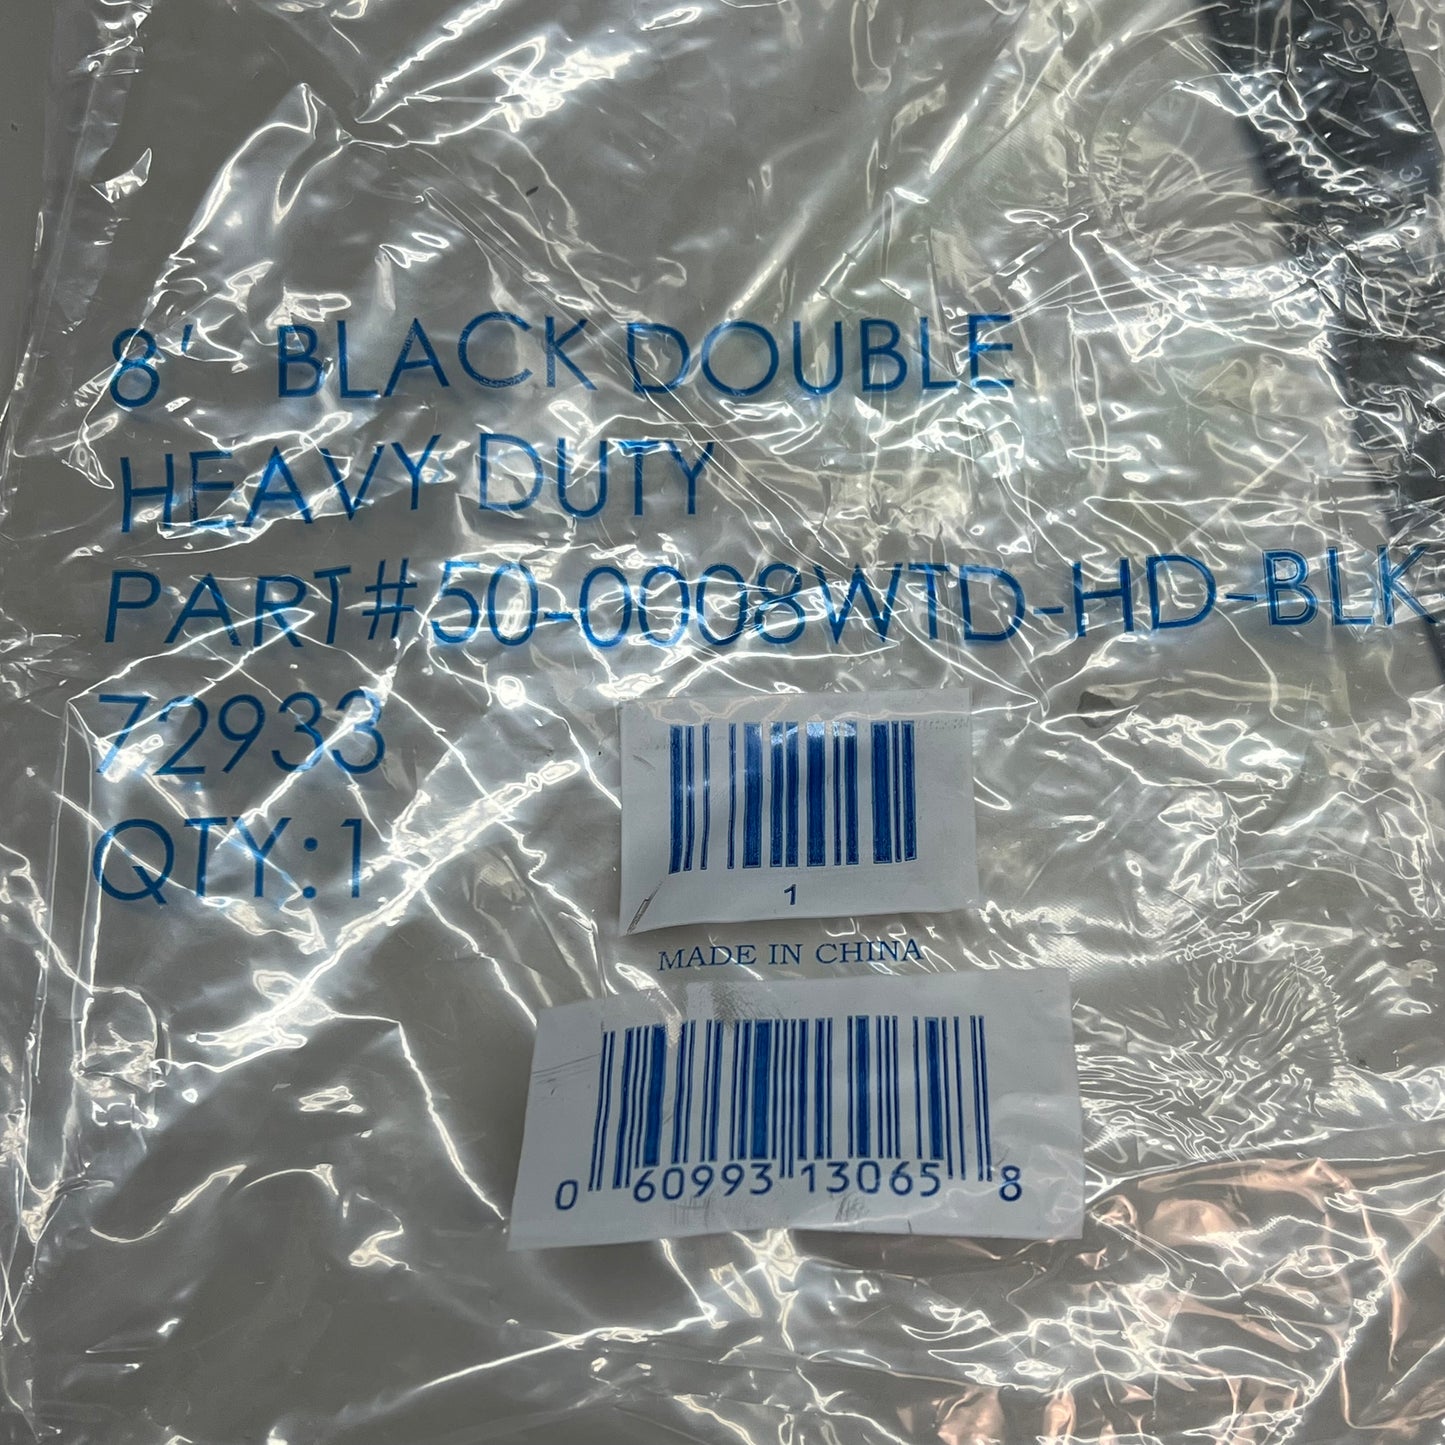 8' BLACK DOUBLE
HEAVY DUTY
PART#50-0008WTD-HD-BLK
72933
QTY:1
1
MADE IN CHINA
0 60993 13065 8